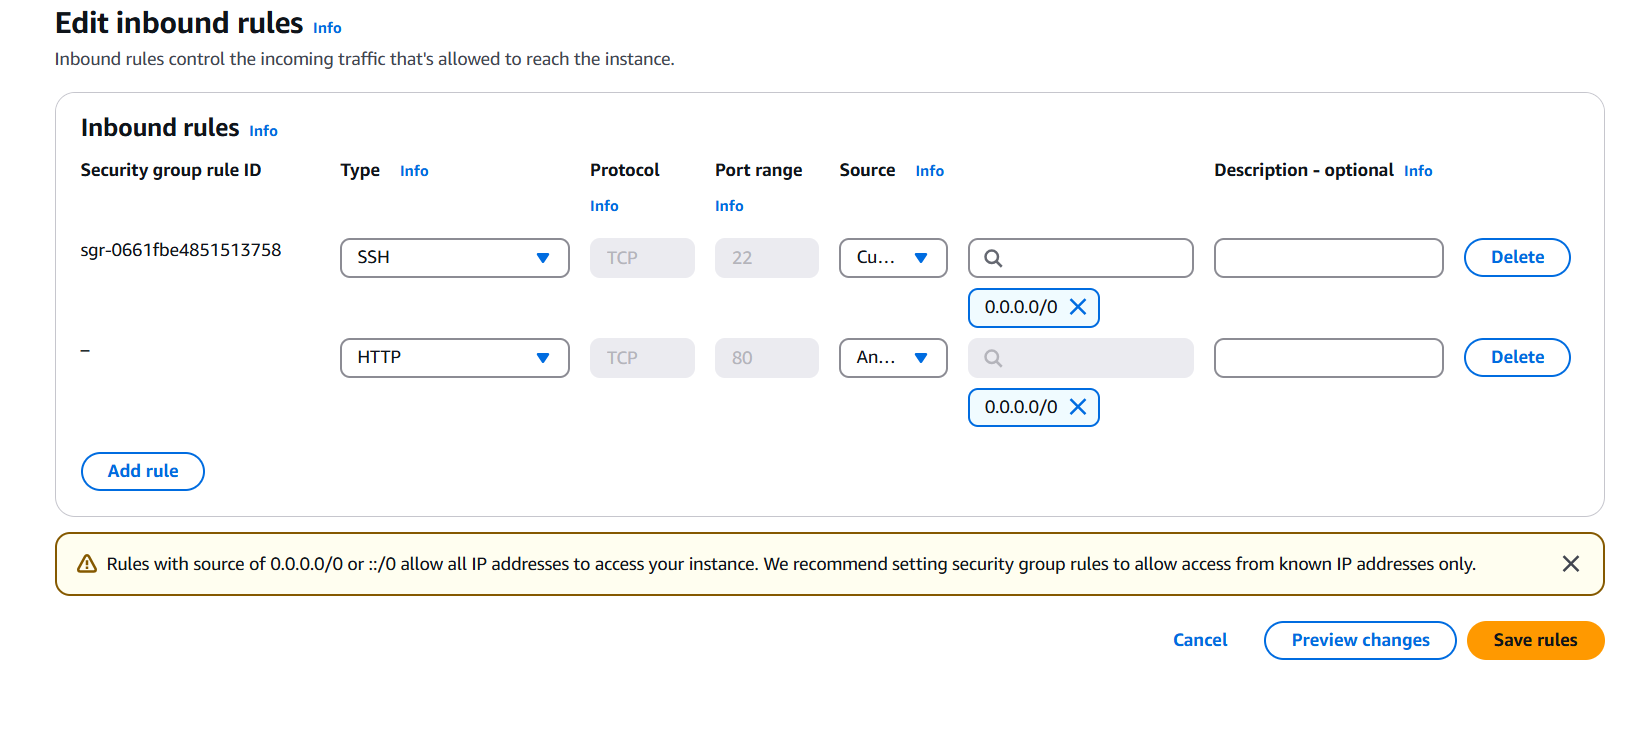 Edit inbound rules Info
Inbound rules control the incoming traffic that's allowed to reach the instance.
Inbound rules Info
Security group rule ID Type Info Protocol Port range Source Info Description - optional Info
Info Info
sgr-0661fbe4851513758 SSH TCP 22 Cu... Delete
0.0.0.0/0
– HTTP TCP 80 An... Delete
0.0.0.0/0
Add rule
Rules with source of 0.0.0.0/0 or ::/0 allow all IP addresses to access your instance. We recommend setting security group rules to allow access from known IP addresses only.
Cancel Preview changes Save rules